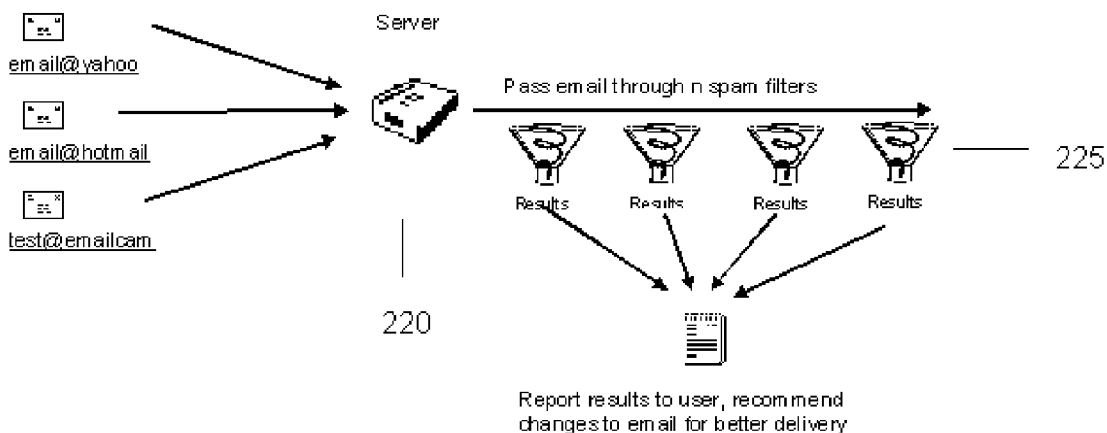 Server
email@yahoo
Pass email through n spam filters
email@hotmail
225
Results
Results
Results
Results
test@emailcam
220
Report results to user, recommend
changes to email for better delivery